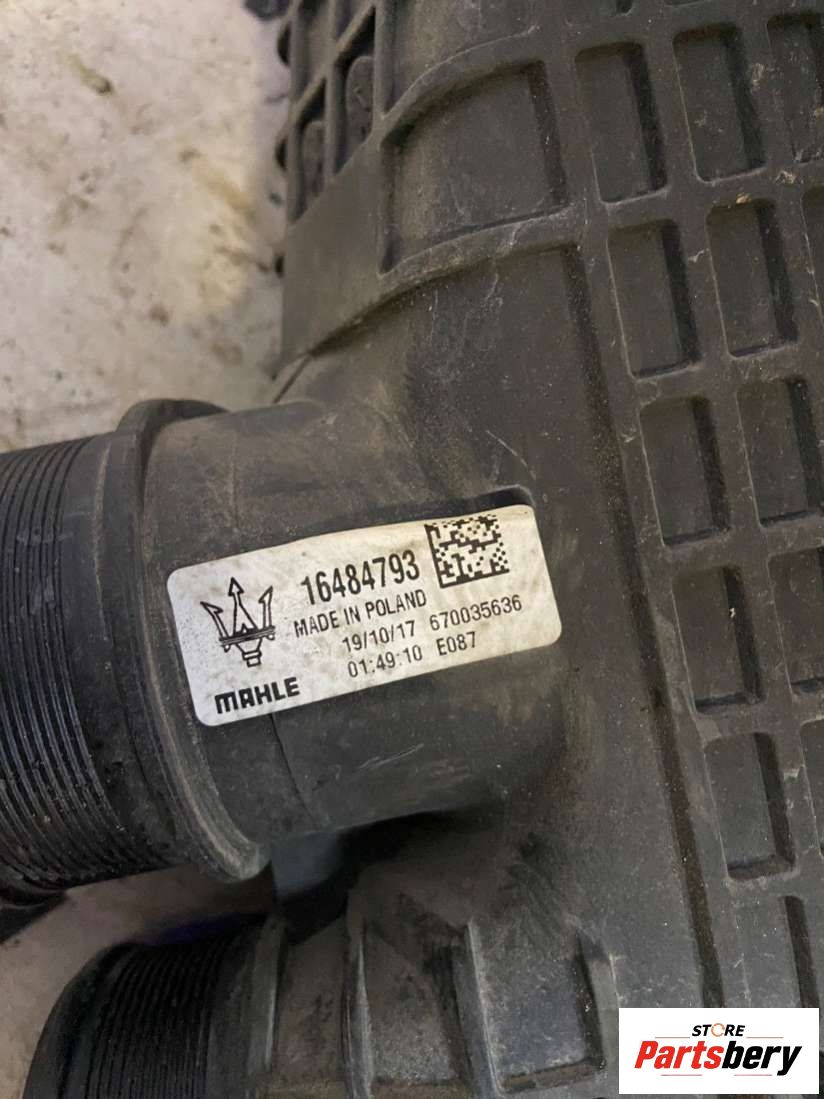 16484793
MADE IN POLAND
19/10/17 670035636
01:49:10 E087
MAHLE
STORE
Partsbery